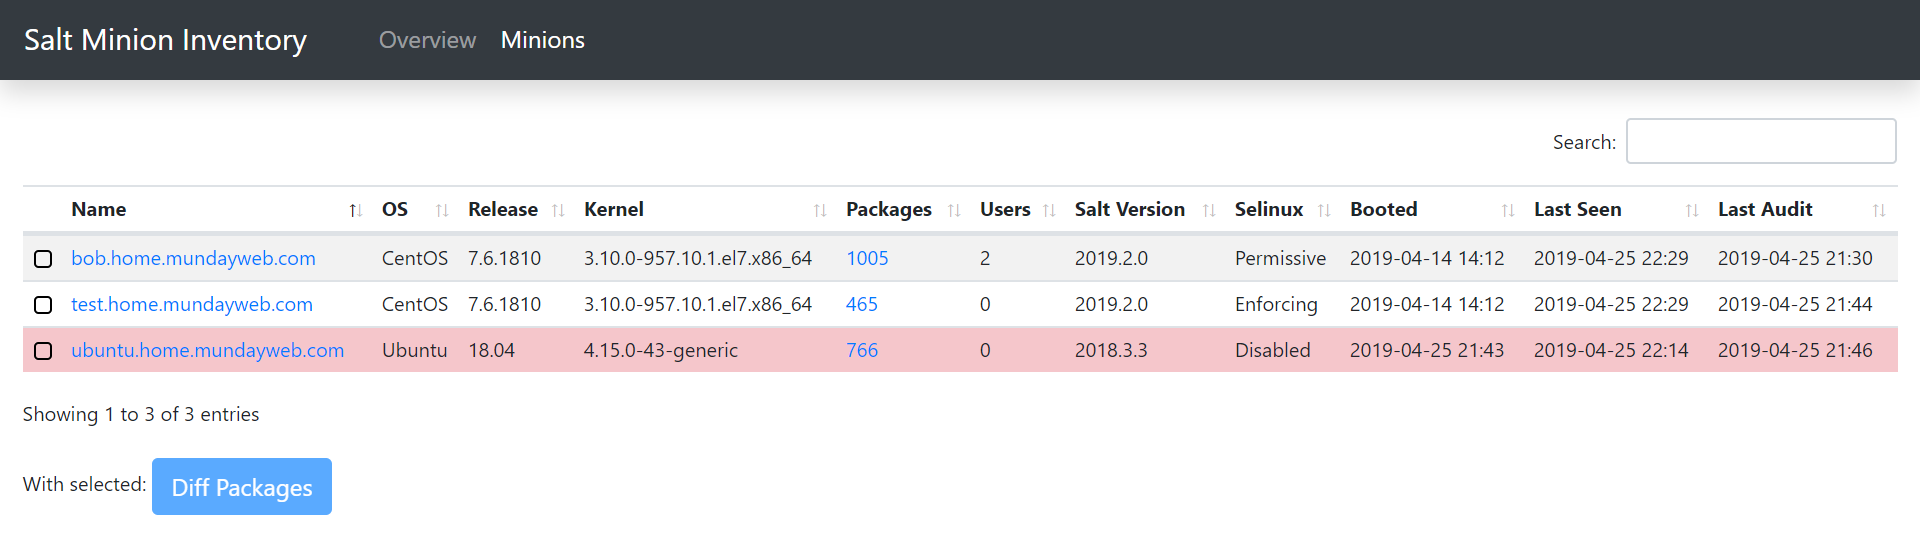 Salt Minion Inventory Overview Minions
Search:
Name OS Release Kernel Packages Users Salt Version Selinux Booted Last Seen Last Audit
bob.home.mundayweb.com CentOS 7.6.1810 3.10.0-957.10.1.el7.x86_64 1005 2 2019.2.0 Permissive 2019-04-14 14:12 2019-04-25 22:29 2019-04-25 21:30
test.home.mundayweb.com CentOS 7.6.1810 3.10.0-957.10.1.el7.x86_64 465 0 2019.2.0 Enforcing 2019-04-14 14:12 2019-04-25 22:29 2019-04-25 21:44
ubuntu.home.mundayweb.com Ubuntu 18.04 4.15.0-43-generic 766 0 2018.3.3 Disabled 2019-04-25 21:43 2019-04-25 22:14 2019-04-25 21:46
Showing 1 to 3 of 3 entries
With selected: Diff Packages